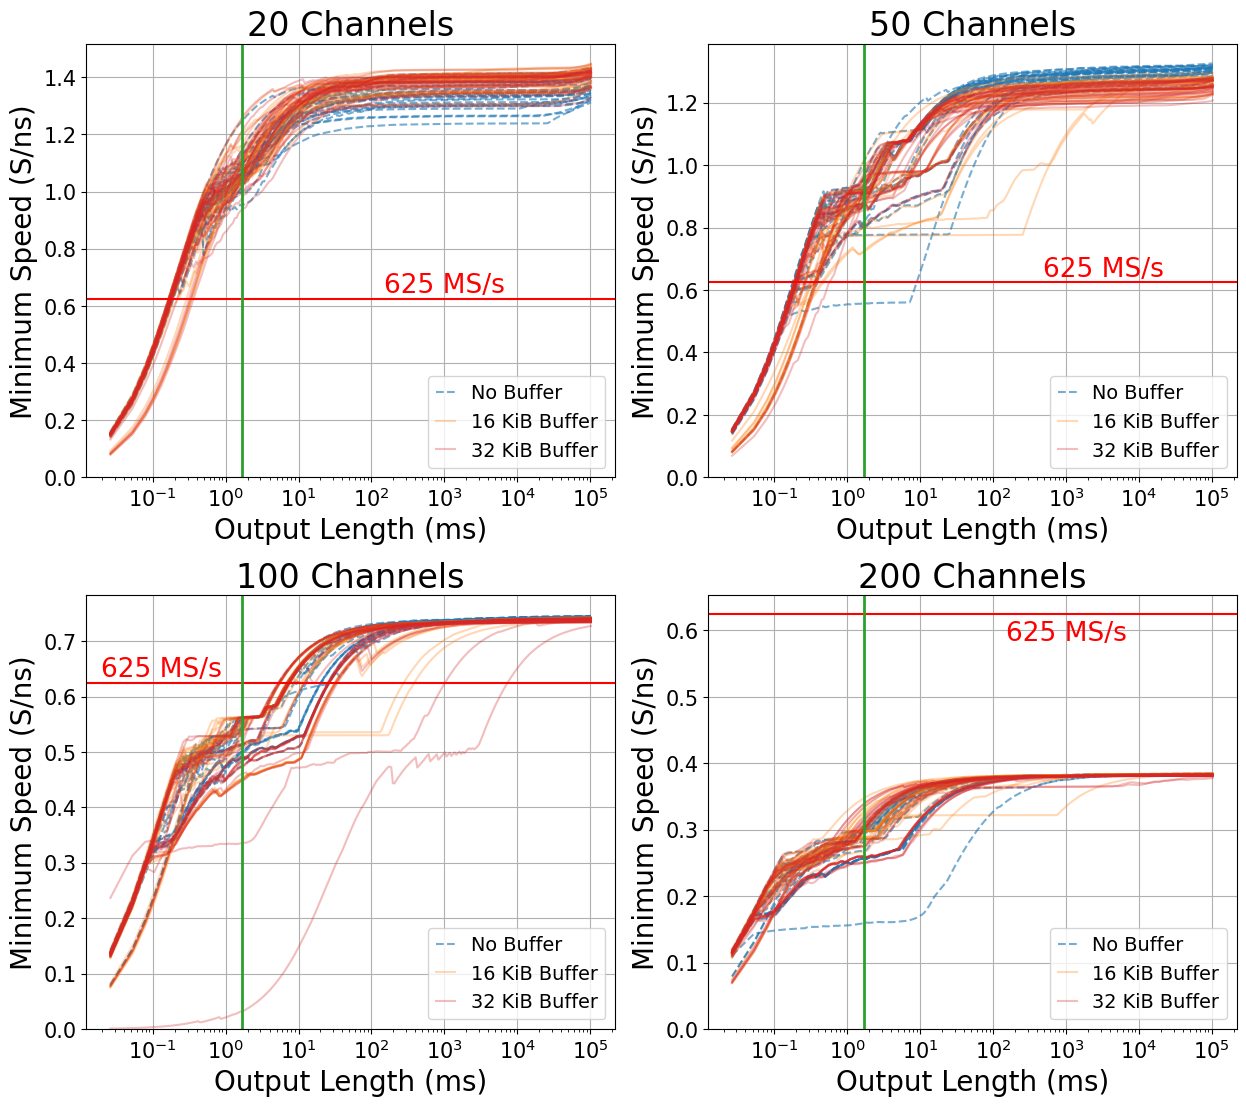 20 Channels
Minimum Speed (S/ns)
1.4
1.2
1.0
0.8
0.6
0.4
0.2
0.0
625 MS/s
No Buffer
16 KiB Buffer
32 KiB Buffer
10⁻¹ 10⁰ 10¹ 10² 10³ 10⁴ 10⁵
Output Length (ms)
50 Channels
Minimum Speed (S/ns)
1.2
1.0
0.8
0.6
0.4
0.2
0.0
625 MS/s
No Buffer
16 KiB Buffer
32 KiB Buffer
10⁻¹ 10⁰ 10¹ 10² 10³ 10⁴ 10⁵
Output Length (ms)
100 Channels
Minimum Speed (S/ns)
0.7
0.6
0.5
0.4
0.3
0.2
0.1
0.0
625 MS/s
No Buffer
16 KiB Buffer
32 KiB Buffer
10⁻¹ 10⁰ 10¹ 10² 10³ 10⁴ 10⁵
Output Length (ms)
200 Channels
Minimum Speed (S/ns)
0.6
0.5
0.4
0.3
0.2
0.1
0.0
625 MS/s
No Buffer
16 KiB Buffer
32 KiB Buffer
10⁻¹ 10⁰ 10¹ 10² 10³ 10⁴ 10⁵
Output Length (ms)